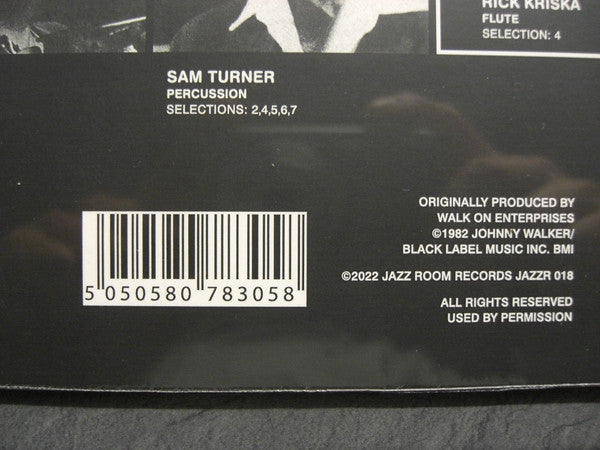 RICK KRISKA
FLUTE
SELECTION: 4
SAM TURNER
PERCUSSION
SELECTIONS: 2,4,5,6,7
ORIGINALLY PRODUCED BY
WALK ON ENTERPRISES
©1982 JOHNNY WALKER/
BLACK LABEL MUSIC INC. BMI
©2022 JAZZ ROOM RECORDS JAZZR 018
ALL RIGHTS RESERVED
USED BY PERMISSION
5 050580 783058